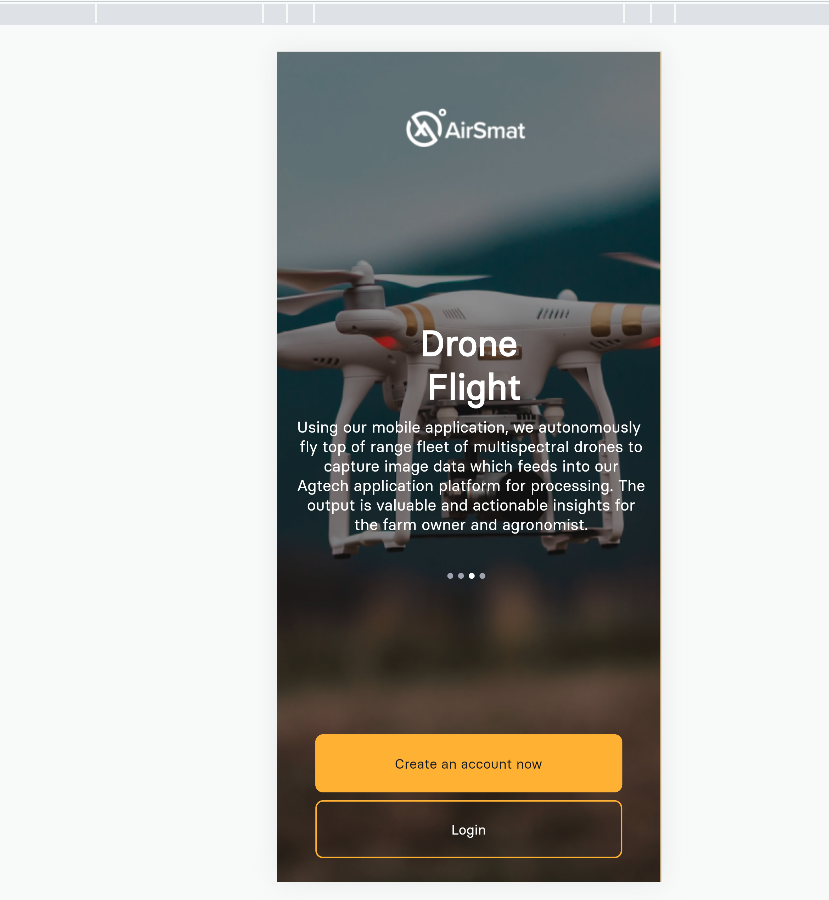 AirSmat
Drone
Flight
Using our mobile application, we autonomously
fly top of range fleet of multispectral drones to
capture image data which feeds into our
Agtech application platform for processing. The
output is valuable and actionable insights for
the farm owner and agronomist.
Create an account now
Login